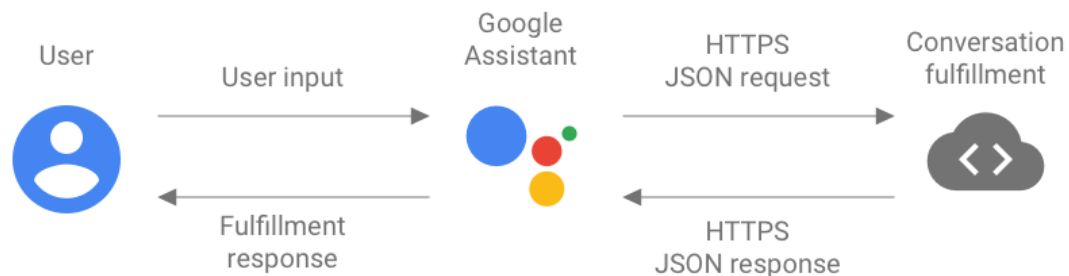 User
User input
Fulfillment
response
Google
Assistant
HTTPS
JSON request
HTTPS
JSON response
Conversation
fulfillment